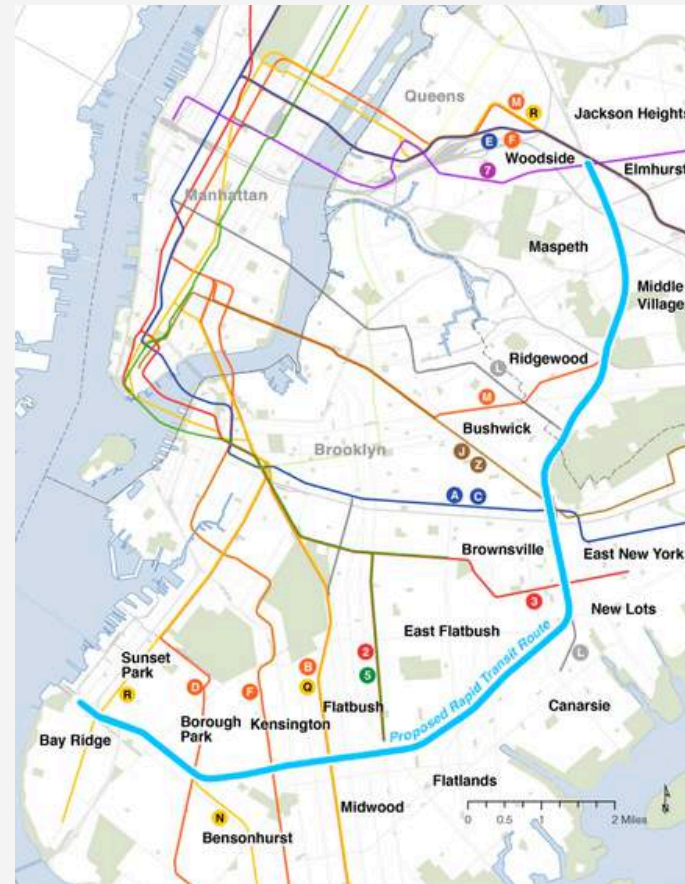 Queens
M
R
Jackson Heights
E
F
Woodside
7
Elmhurst
Manhattan
Maspeth
Middle
Village
Ridgewood
L
M
Bushwick
J
Z
Brooklyn
A
C
Brownsville
East New York
3
New Lots
East Flatbush
Proposed Rapid Transit Route
L
Sunset
Park
R
D
F
B
Q
2
5
Flatbush
Borough
Park
Kensington
Canarsie
Bay Ridge
Flatlands
Midwood
N
Bensonhurst
0
0.5
1
2 Miles
N